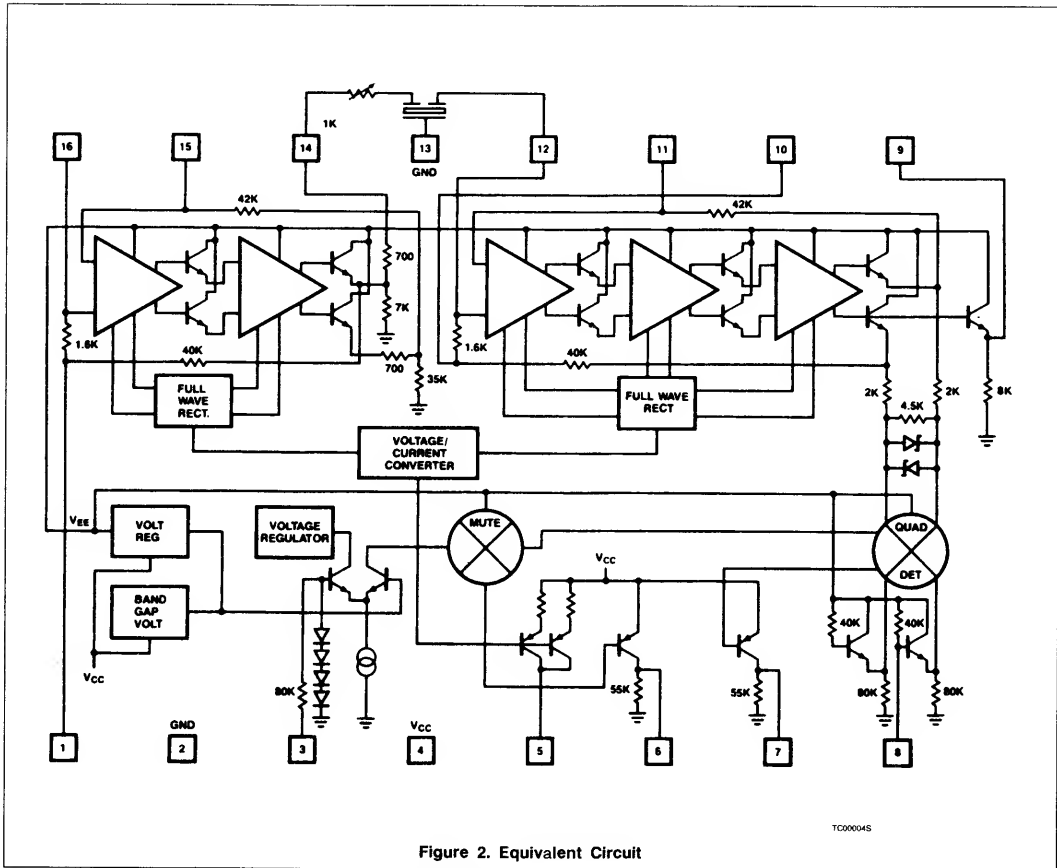 1K
16
15
14
13
GND
12
11
10
9
42K
42K
700
7K
1.6K
40K
700
35K
1.6K
40K
2K
2K
8K
4.5K
FULL
WAVE
RECT.
FULL WAVE
RECT
VOLTAGE/
CURRENT
CONVERTER
VEE
VOLT
REG
VOLTAGE
REGULATOR
MUTE
QUAD
DET
VCC
BAND
GAP
VOLT
40K
40K
VCC
80K
55K
55K
80K
80K
GND
VCC
1
2
3
4
5
6
7
8
TC00004S
Figure 2. Equivalent Circuit